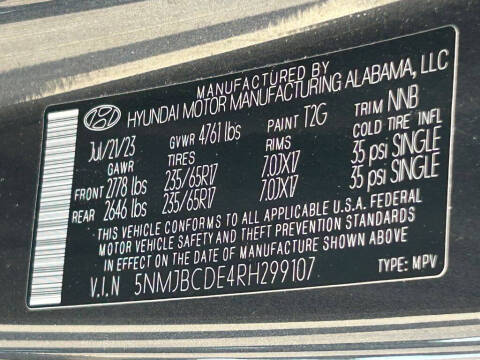 MANUFACTURED BY
HYUNDAI MOTOR MANUFACTURING ALABAMA, LLC
Jul/21/23 GVWR 4761 lbs PAINT T2G TRIM NNB
GAWR TIRES RIMS COLD TIRE INFL
FRONT 2778 lbs 235/65R17 7.0JX17 35 psi SINGLE
REAR 2646 lbs 235/65R17 7.0JX17 35 psi SINGLE
THIS VEHICLE CONFORMS TO ALL APPLICABLE U.S.A. FEDERAL
MOTOR VEHICLE SAFETY AND THEFT PREVENTION STANDARDS
IN EFFECT ON THE DATE OF MANUFACTURE SHOWN ABOVE.
V.I.N 5NMJBCDE4RH299107 TYPE: MPV